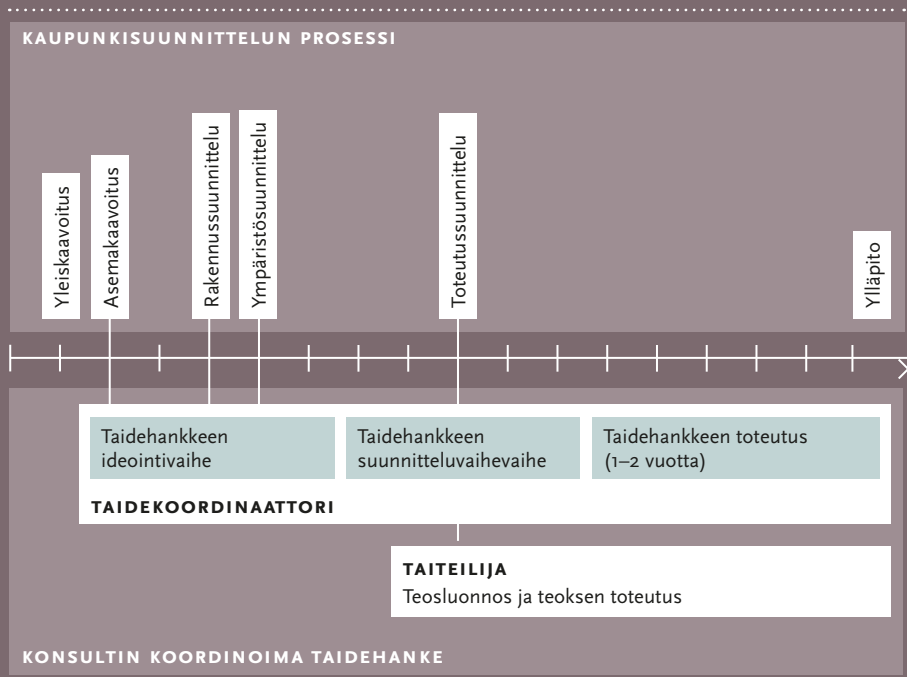 KAUPUNKISUUNNITTELUN PROSESSI
Yleiskaavoitus
Asemakaavoitus
Rakennussuunnittelu
Ympäristösuunnittelu
Toteutussuunnittelu
Ylläpito
Taidehankkeen
ideointivaihe
Taidehankkeen
suunnitteluvaihevaihe
Taidehankkeen toteutus
(1–2 vuotta)
TAIDEKOORDINAATTORI
TAITEILIJA
Teosluonnos ja teoksen toteutus
KONSULTIN KOORDINOIMA TAIDEHANKE